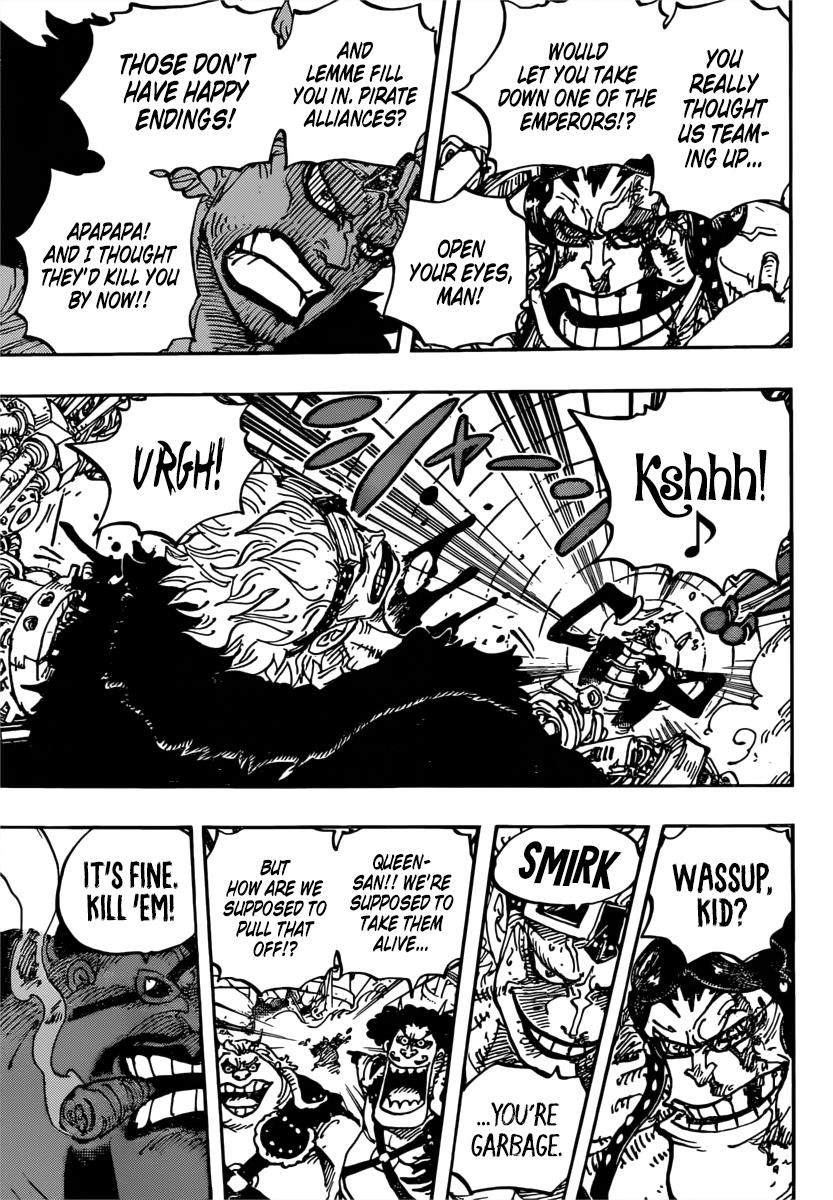 YOU
REALLY
THOUGHT
US TEAM-
ING UP...
WOULD
LET YOU TAKE
DOWN ONE OF THE
EMPERORS!?
OPEN
YOUR EYES,
MAN!
AND
LEMME FILL
YOU IN. PIRATE
ALLIANCES?
THOSE DON'T
HAVE HAPPY
ENDINGS!
APAPAPA!
AND I THOUGHT
THEY'D KILL YOU
BY NOW!!
Kshhh!
♪
URGH!
WASSUP,
KID?
SMIRK
...YOU'RE
GARBAGE.
QUEEN-
SAN!! WE'RE
SUPPOSED TO
TAKE THEM
ALIVE...
BUT
HOW ARE WE
SUPPOSED TO
PULL THAT
OFF!?
IT'S FINE.
KILL 'EM!